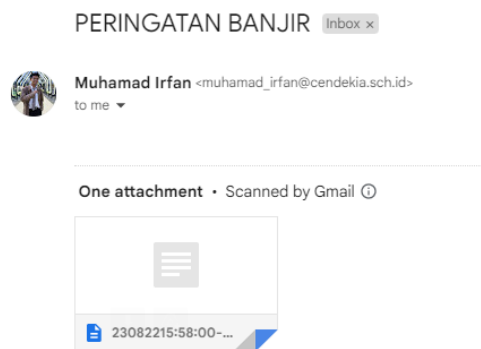 PERINGATAN BANJIR Inbox ×
Muhamad Irfan <muhamad_irfan@cendekia.sch.id>
to me
One attachment • Scanned by Gmail
23082215:58:00-...